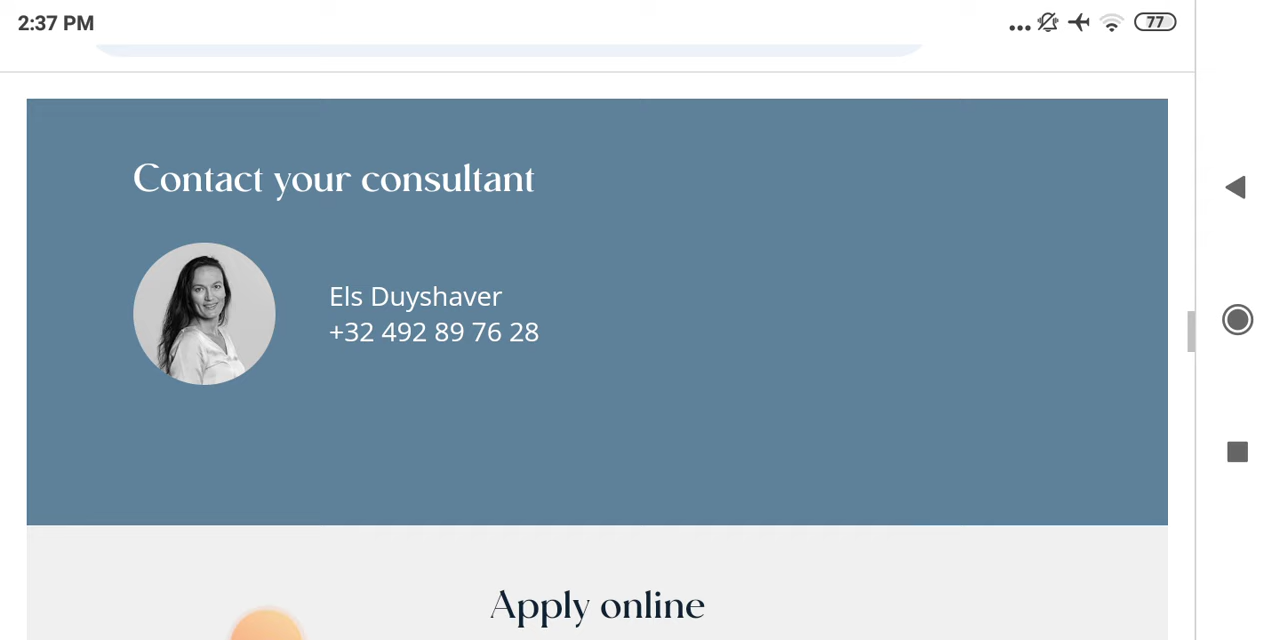 2:37 PM
77
Contact your consultant
Els Duyshaver
+32 492 89 76 28
Apply online